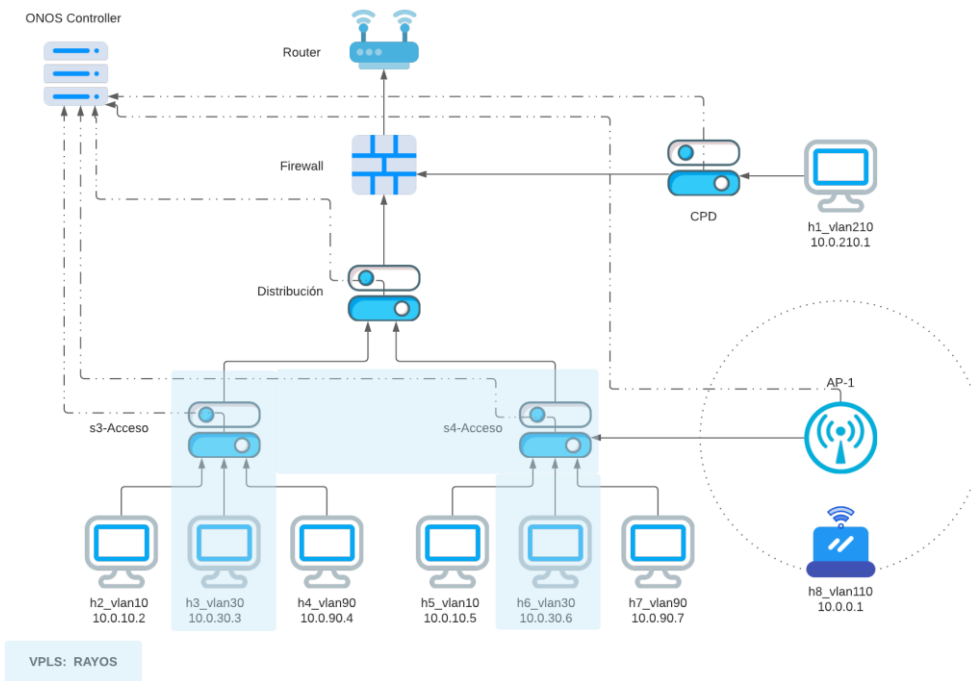 ONOS Controller
Router
Firewall
CPD
h1_vlan210
10.0.210.1
Distribución
AP-1
s3-Acceso
s4-Acceso
h2_vlan10
10.0.10.2
h3_vlan30
10.0.30.3
h4_vlan90
10.0.90.4
h5_vlan10
10.0.10.5
h6_vlan30
10.0.30.6
h7_vlan90
10.0.90.7
h8_vlan110
10.0.0.1
VPLS: RAYOS